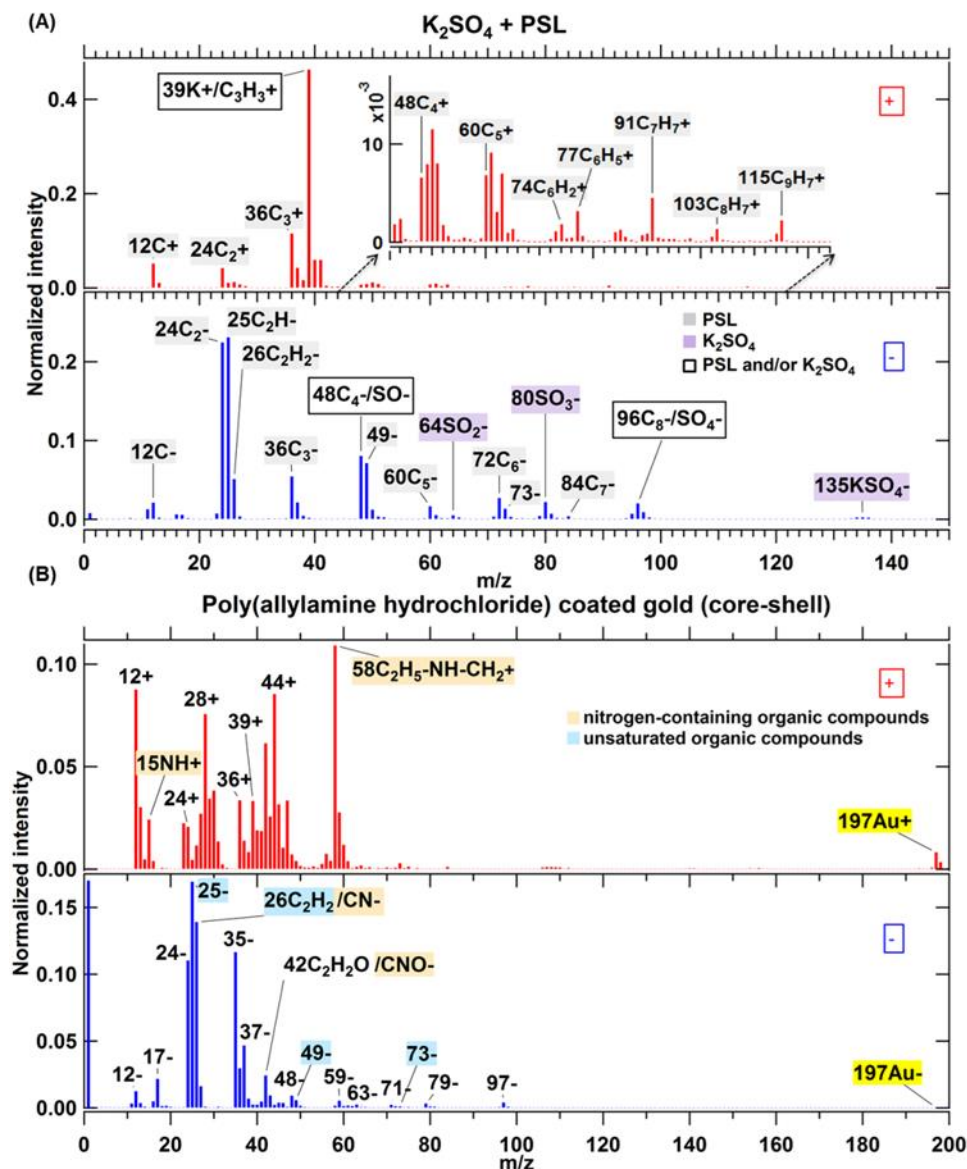 (A)
K₂SO₄ + PSL
39K+/C₃H₃+
0.4
0.2
0.0
12C+
24C₂+
36C₃+
x10⁻³
10
0
48C₄+
60C₅+
74C₆H₂+
77C₆H₅+
91C₇H₇+
103C₈H₇+
115C₉H₇+
+
Normalized intensity
0.2
0.1
0.0
24C₂-
25C₂H-
26C₂H₂-
12C-
36C₃-
48C₄-/SO-
49-
60C₅-
64SO₂-
72C₆-
73-
80SO₃-
84C₇-
96C₈-/SO₄-
135KSO₄-
PSL
K₂SO₄
PSL and/or K₂SO₄
-
0 20 40 60 80 100 120 140
m/z
(B)
Poly(allylamine hydrochloride) coated gold (core-shell)
0.10
0.05
0.00
12+
15NH+
24+
28+
36+
39+
44+
58C₂H₅-NH-CH₂+
197Au+
+
nitrogen-containing organic compounds
unsaturated organic compounds
Normalized intensity
0.15
0.10
0.05
0.00
12-
17-
24-
25-
26C₂H₂/CN-
35-
37-
42C₂H₂O/CNO-
48-
49-
59-
63-
71-
73-
79-
97-
197Au-
-
0 20 40 60 80 100 120 140 160 180 200
m/z